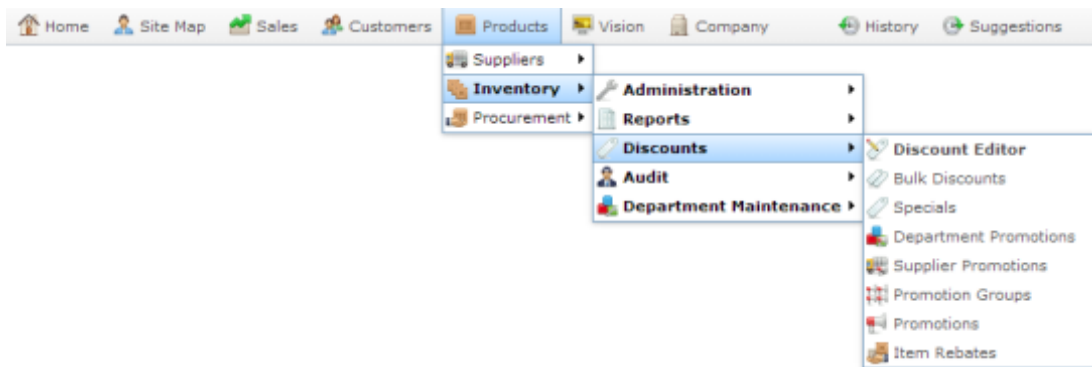 Home Site Map Sales Customers Products Vision Company History Suggestions
Suppliers
Inventory
Procurement
Administration
Reports
Discounts
Audit
Department Maintenance
Discount Editor
Bulk Discounts
Specials
Department Promotions
Supplier Promotions
Promotion Groups
Promotions
Item Rebates